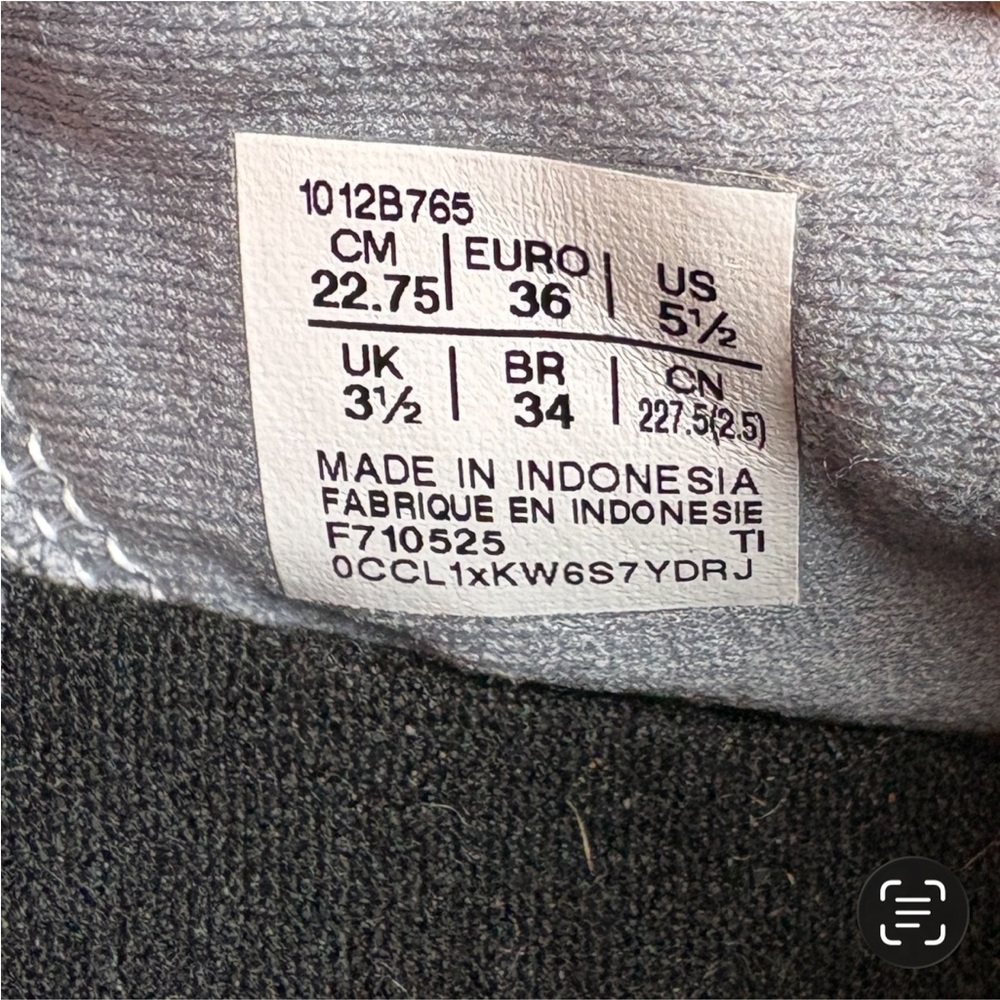 1012B765
CM | EURO | US
22.75 | 36 | 5½
UK | BR | CN
3½ | 34 | 227.5(2.5)
MADE IN INDONESIA
FABRIQUE EN INDONESIE
F710525 TI
0CCL1xKW6S7YDRJ